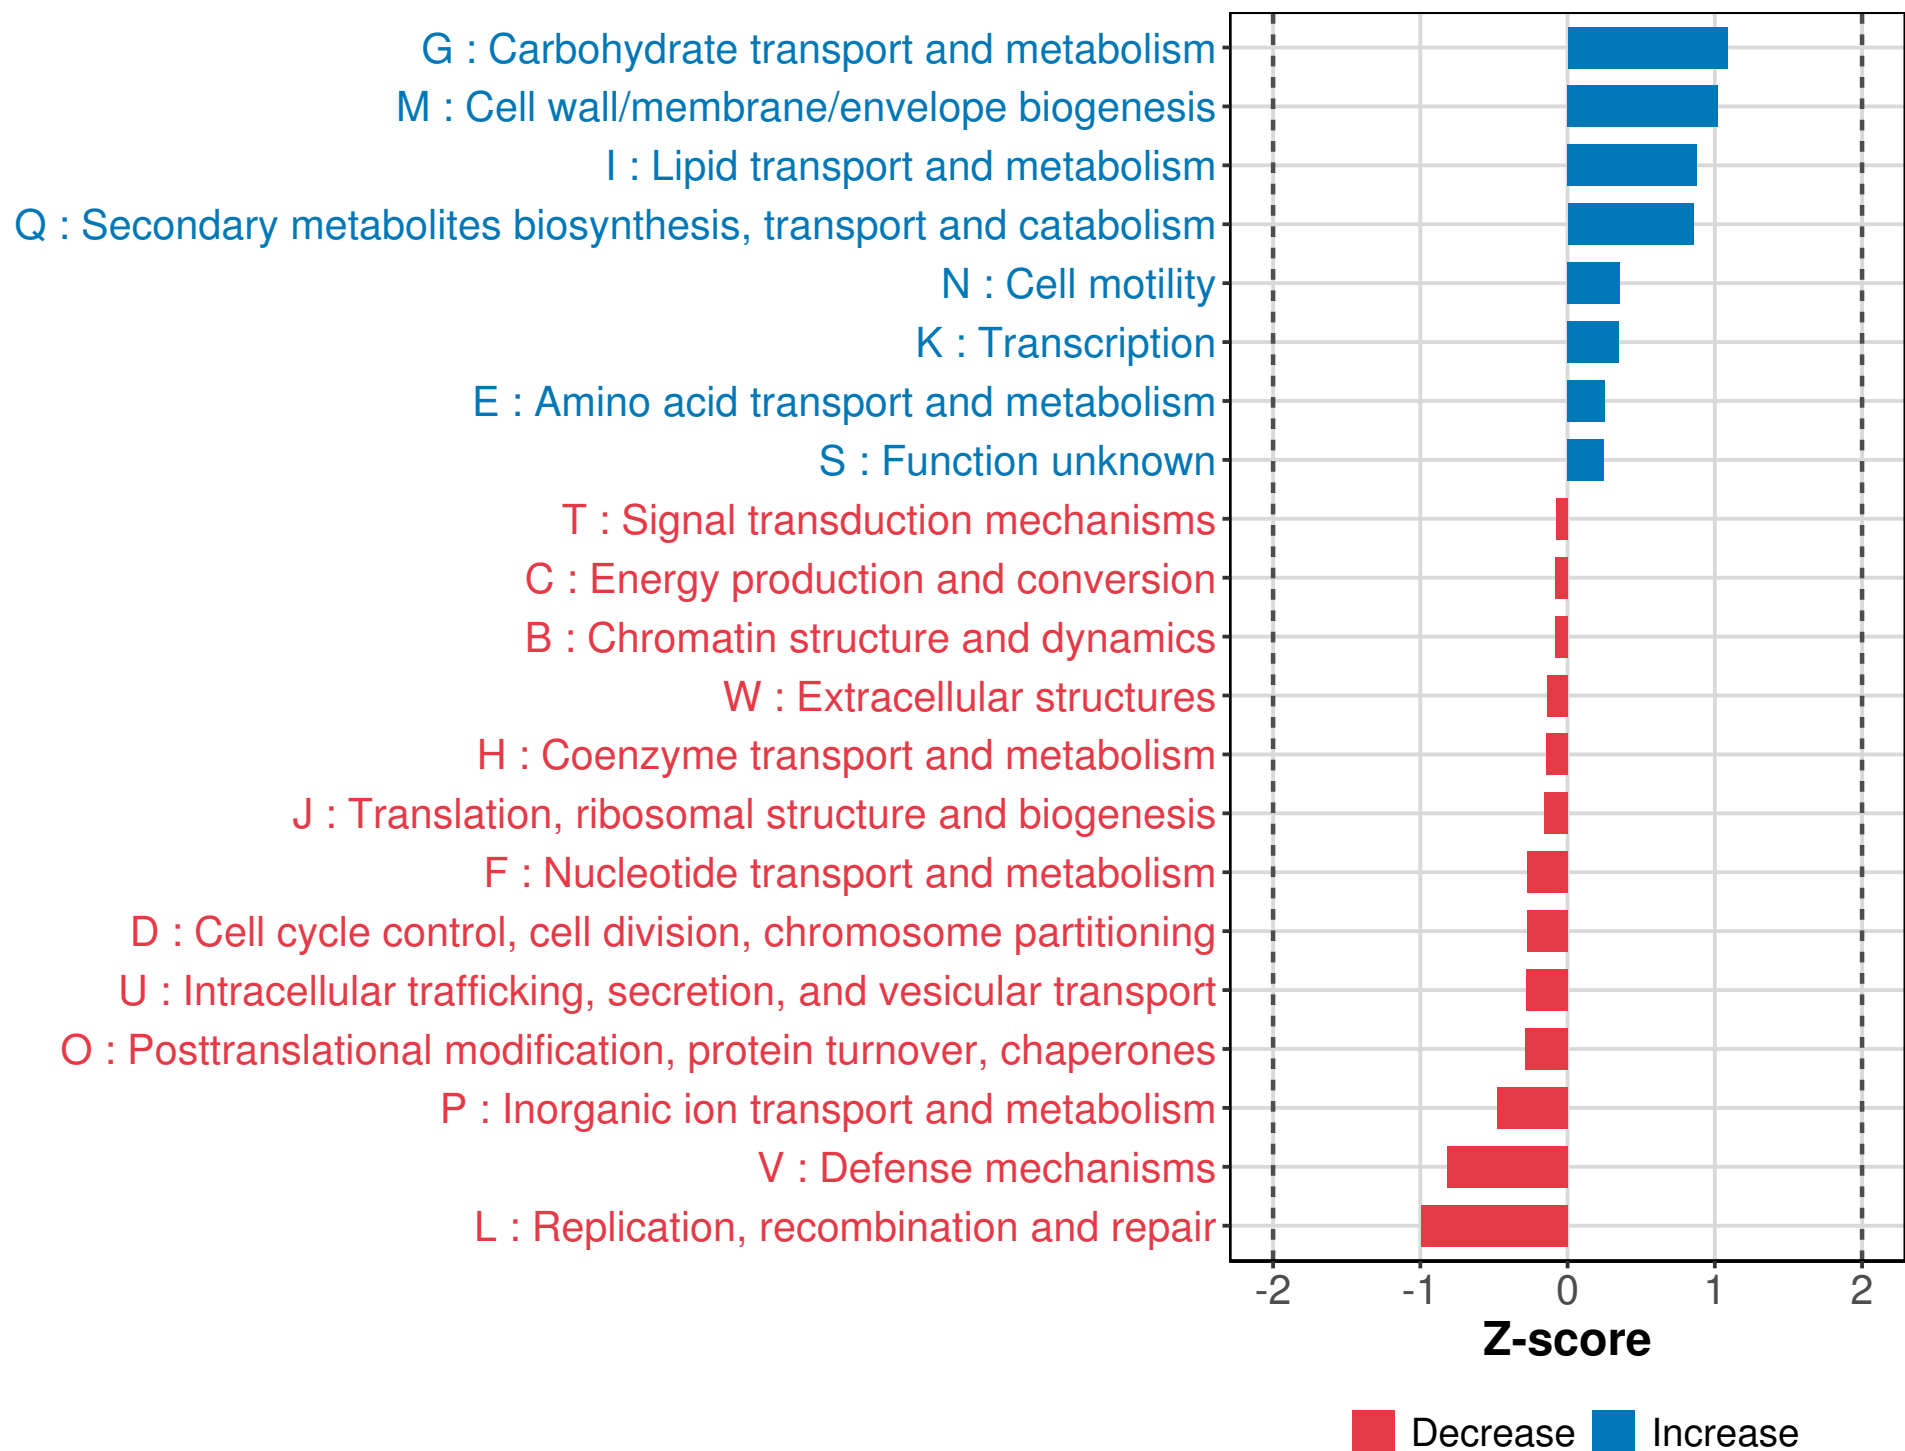 G : Carbohydrate transport and metabolism
M : Cell wall/membrane/envelope biogenesis
I : Lipid transport and metabolism
Q : Secondary metabolites biosynthesis, transport and catabolism
N : Cell motility
K : Transcription
E : Amino acid transport and metabolism
S : Function unknown
T : Signal transduction mechanisms
C : Energy production and conversion
B : Chromatin structure and dynamics
W : Extracellular structures
H : Coenzyme transport and metabolism
J : Translation, ribosomal structure and biogenesis
F : Nucleotide transport and metabolism
D : Cell cycle control, cell division, chromosome partitioning
U : Intracellular trafficking, secretion, and vesicular transport
O : Posttranslational modification, protein turnover, chaperones
P : Inorganic ion transport and metabolism
V : Defense mechanisms
L : Replication, recombination and repair
-2 -1 0 1 2
Z-score
Decrease Increase